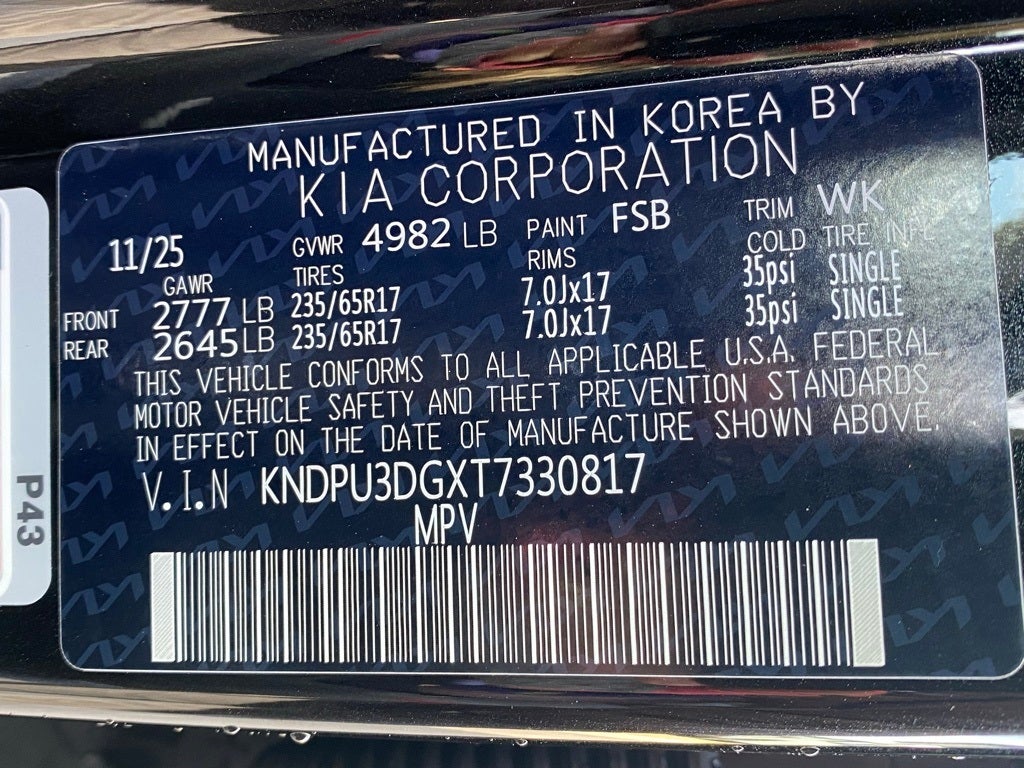 MANUFACTURED IN KOREA BY
KIA CORPORATION
11/25 GVWR 4982 LB PAINT FSB TRIM WK
GAWR TIRES RIMS COLD TIRE INFL
FRONT 2777 LB 235/65R17 7.0Jx17 35psi SINGLE
REAR 2645 LB 235/65R17 7.0Jx17 35psi SINGLE
THIS VEHICLE CONFORMS TO ALL APPLICABLE U.S.A. FEDERAL
MOTOR VEHICLE SAFETY AND THEFT PREVENTION STANDARDS
IN EFFECT ON THE DATE OF MANUFACTURE SHOWN ABOVE.
V.I.N KNDPU3DGXT7330817
MPV
P43